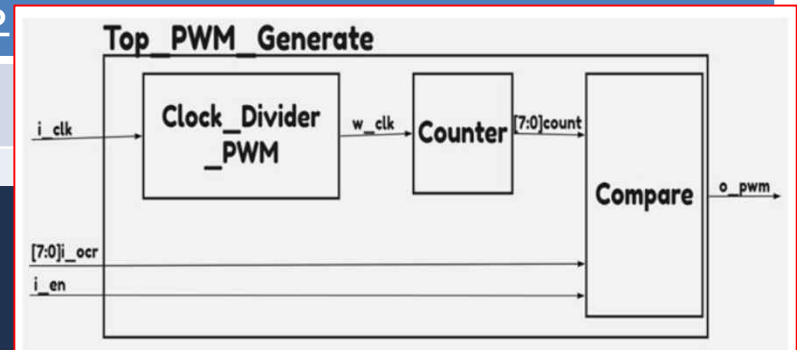 Top_PWM_Generate
i_clk
Clock_Divider
_PWM
w_clk
Counter
[7:0]count
Compare
o_pwm
[7:0]i_ocr
i_en